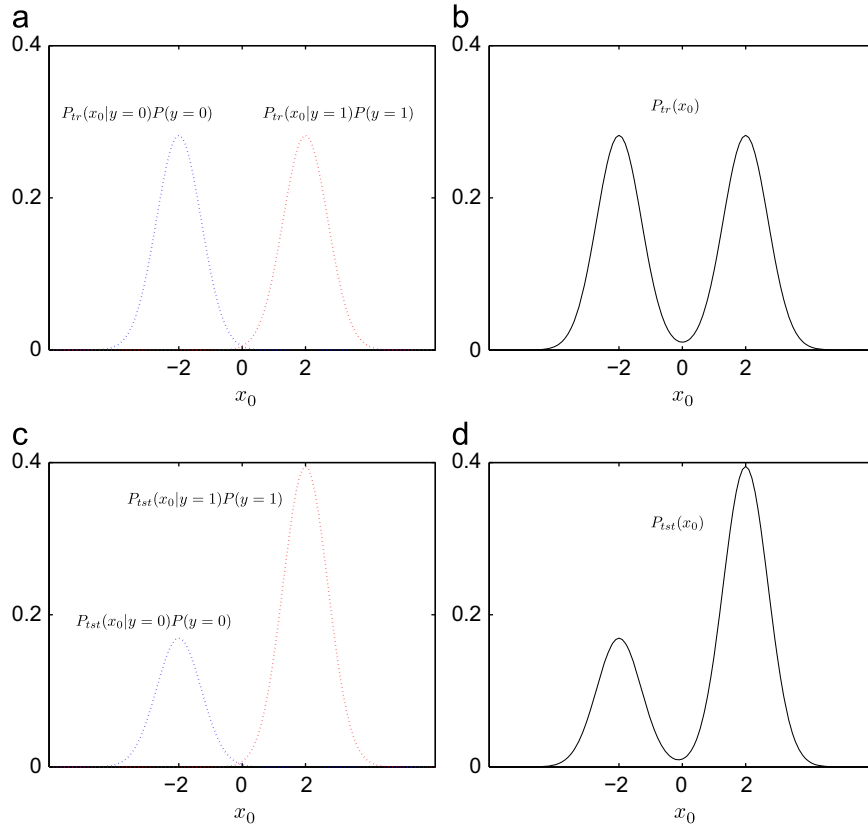 a
0.4
P_{tr}(x_0|y = 0)P(y = 0)
P_{tr}(x_0|y = 1)P(y = 1)
0.2
0
−2
0
2
x_0
b
0.4
P_{tr}(x_0)
0.2
0
−2
0
2
x_0
c
0.4
P_{tst}(x_0|y = 1)P(y = 1)
0.2
P_{tst}(x_0|y = 0)P(y = 0)
0
−2
0
2
x_0
d
0.4
P_{tst}(x_0)
0.2
0
−2
0
2
x_0